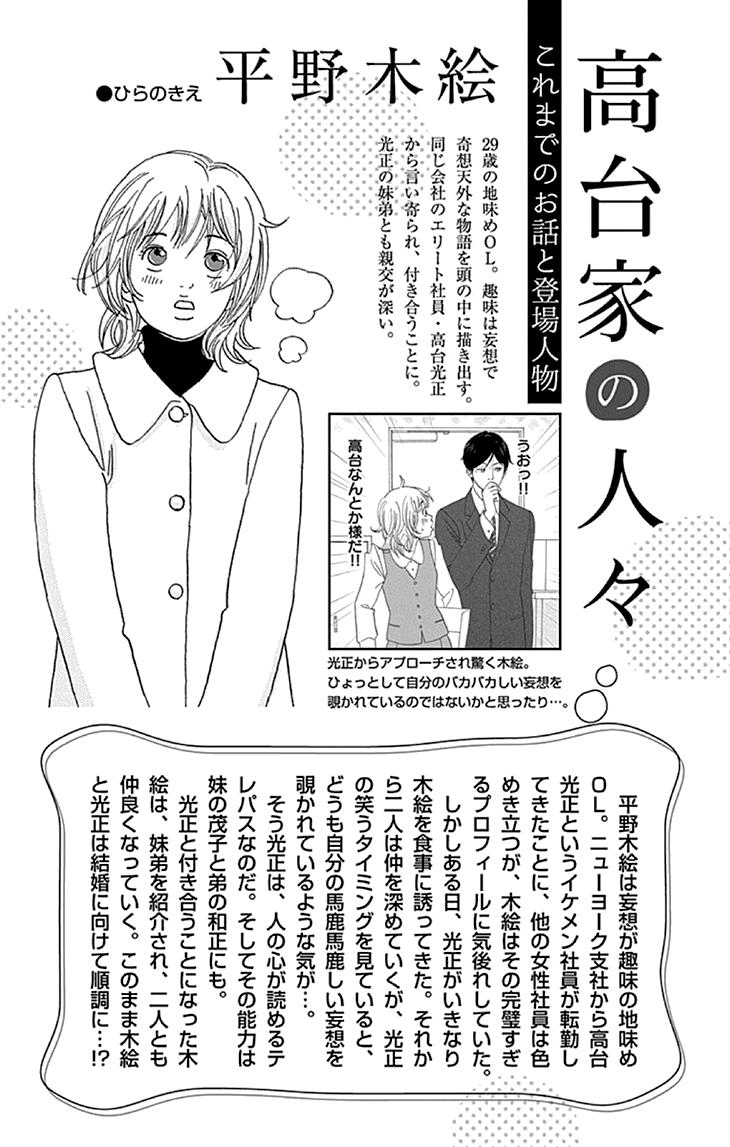 高台家の人々
これまでのお話と登場人物
平野木絵
●ひらのきえ
29歳の地味めOL。趣味は妄想で
奇想天外な物語を頭の中に描き出す。
同じ会社のエリート社員・高台光正
から言い寄られ、付き合うことに。
光正の妹弟とも親交が深い。
うおっ!!
高台なんとか様だ!!
光正からアプローチされ驚く木絵。
ひょっとして自分のバカバカしい妄想を
覗かれているのではないかと思ったり…。
平野木絵は妄想が趣味の地味め
OL。ニューヨーク支社から高台
光正というイケメン社員が転勤し
てきたことに、他の女性社員は色
めき立つが、木絵はその完璧すぎ
るプロフィールに気後れしていた。
しかしある日、光正がいきなり
木絵を食事に誘ってきた。それか
ら二人は仲を深めていくが、光正
の笑うタイミングを見ていると、
どうも自分の馬鹿馬鹿しい妄想を
覗かれているような気が…。
そう光正は、人の心が読めるテ
レパスなのだ。そしてその能力は
妹の茂子と弟の和正にも。
光正と付き合うことになった木
絵は、妹弟を紹介され、二人とも
仲良くなっていく。このまま木絵
と光正は結婚に向けて順調に…!?